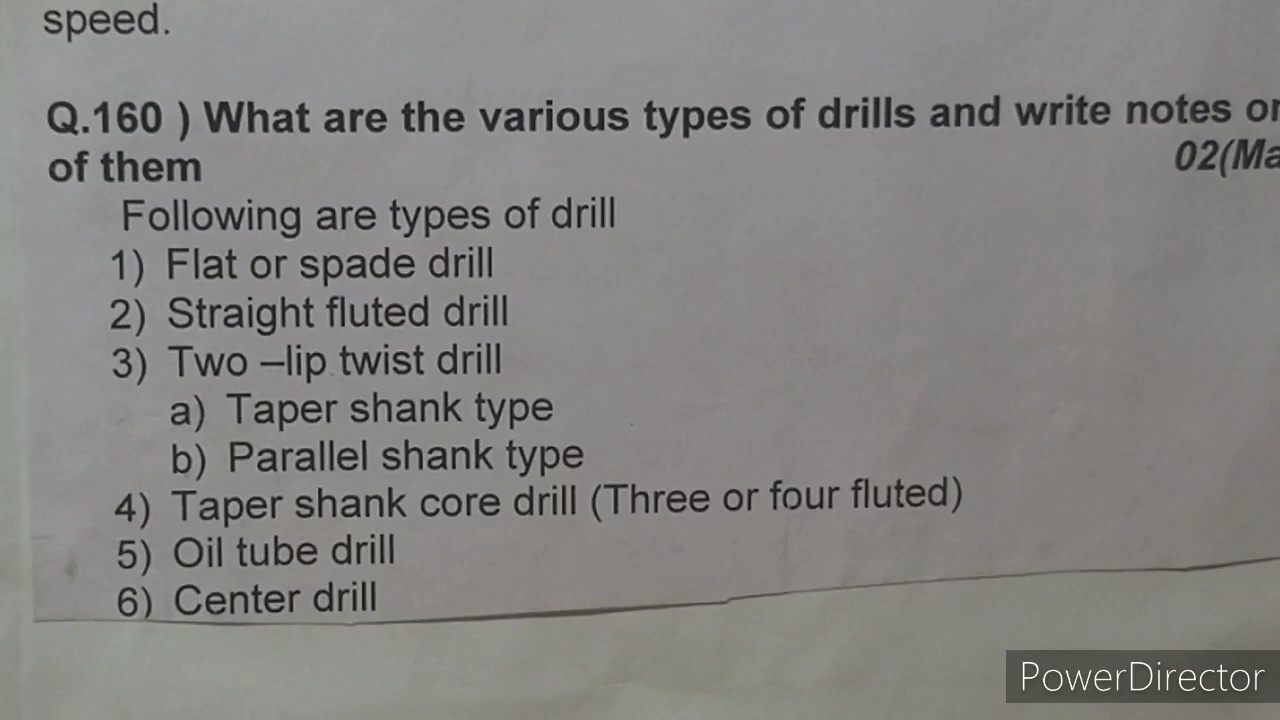 speed.
Q.160 ) What are the various types of drills and write notes
of them
02(Ma
Following are types of drill
1) Flat or spade drill
2) Straight fluted drill
3) Two –lip twist drill
a) Taper shank type
b) Parallel shank type
4) Taper shank core drill (Three or four fluted)
5) Oil tube drill
6) Center drill
PowerDirector